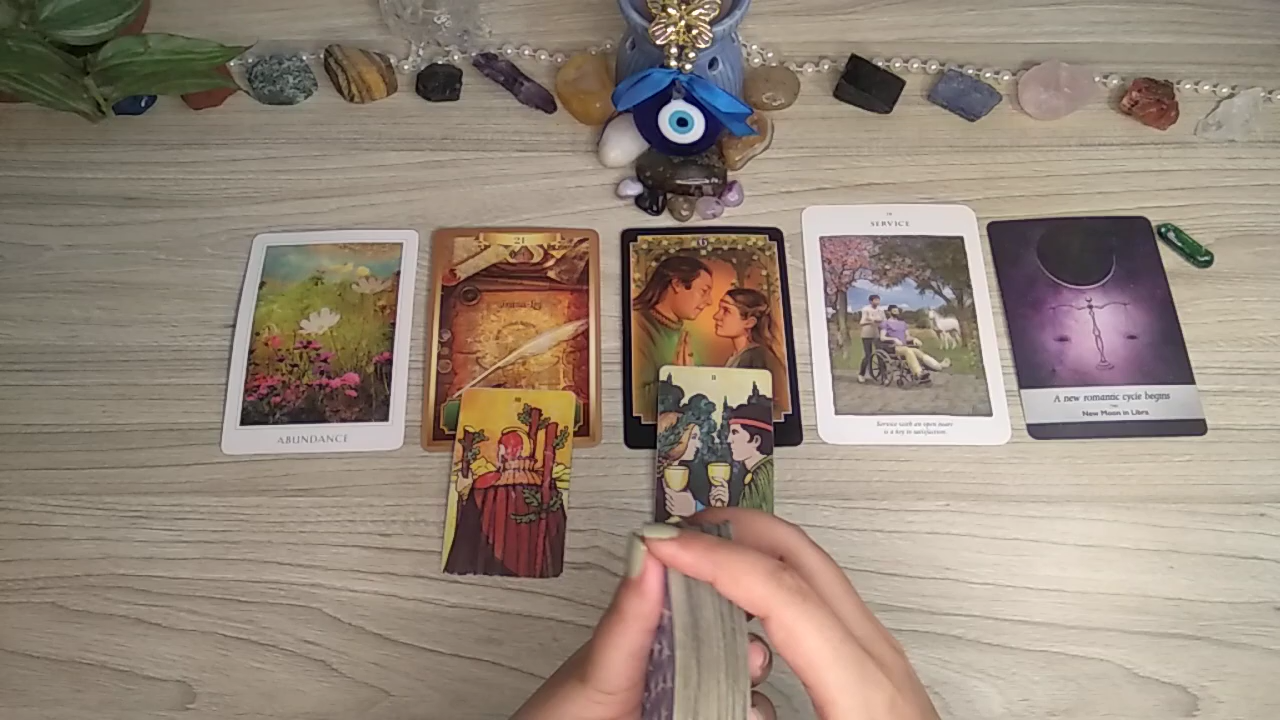 ABUNDANCE
21
SERVICE
Service with an open heart
is a key to satisfaction.
A new romantic cycle begins
New Moon in Libra
II